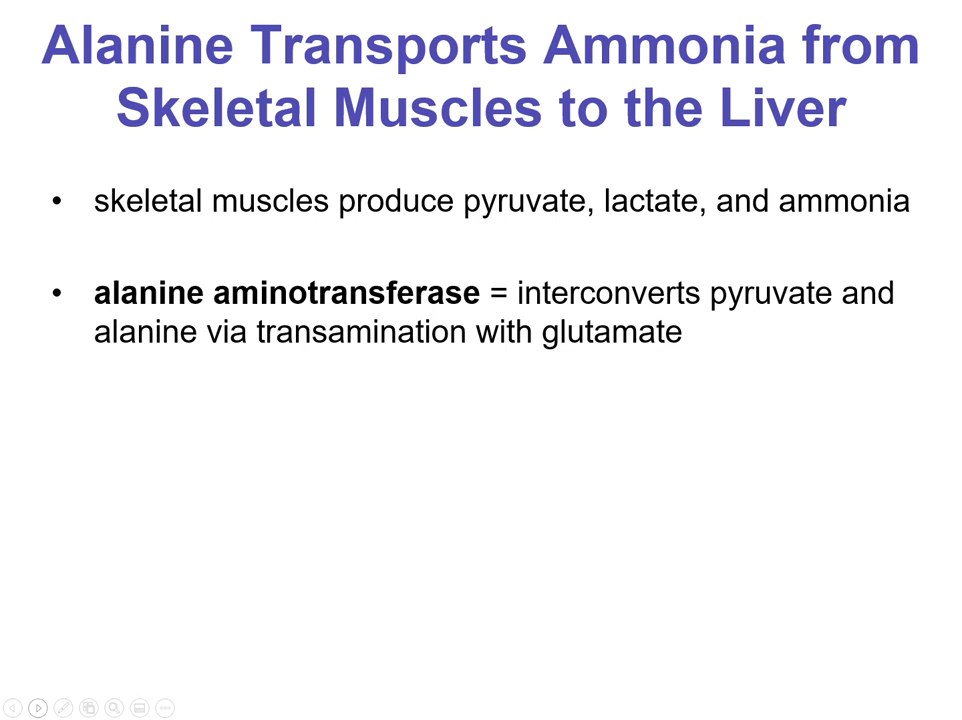 Alanine Transports Ammonia from
Skeletal Muscles to the Liver
• skeletal muscles produce pyruvate, lactate, and ammonia
• alanine aminotransferase = interconverts pyruvate and
alanine via transamination with glutamate